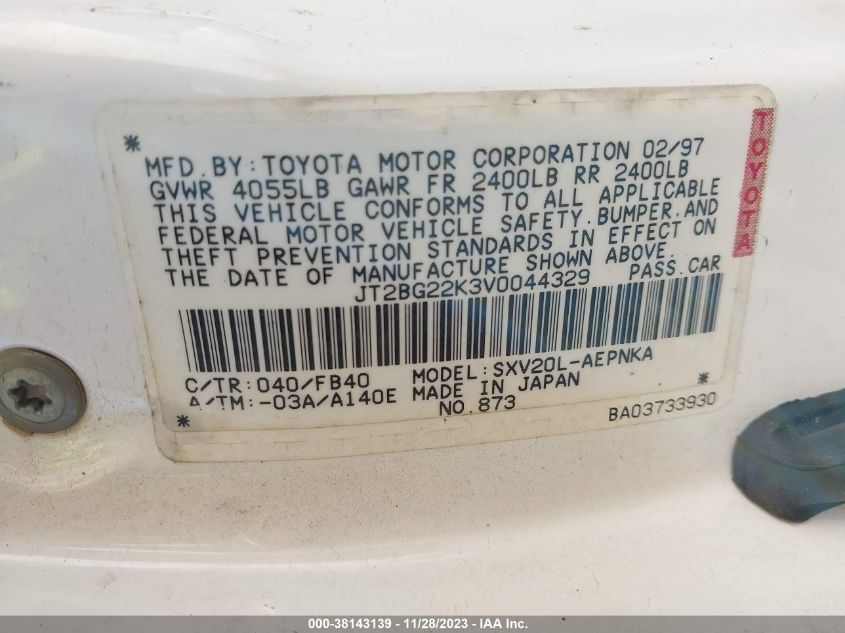 *
MFD.BY:TOYOTA MOTOR CORPORATION 02/97
GVWR 4055LB GAWR FR 2400LB RR 2400LB
THIS VEHICLE CONFORMS TO ALL APPLICABLE
FEDERAL MOTOR VEHICLE SAFETY,BUMPER,AND
THEFT PREVENTION STANDARDS IN EFFECT ON
THE DATE OF MANUFACTURE SHOWN ABOVE.
JT2BG22K3V0044329 PASS.CAR
TOYOTA
C/TR:040/FB40 MODEL:SXV20L-AEPNKA
A/TM:-03A/A140E MADE IN JAPAN *
* NO.873 BA03733930
000-38143139 - 11/28/2023 - IAA Inc.